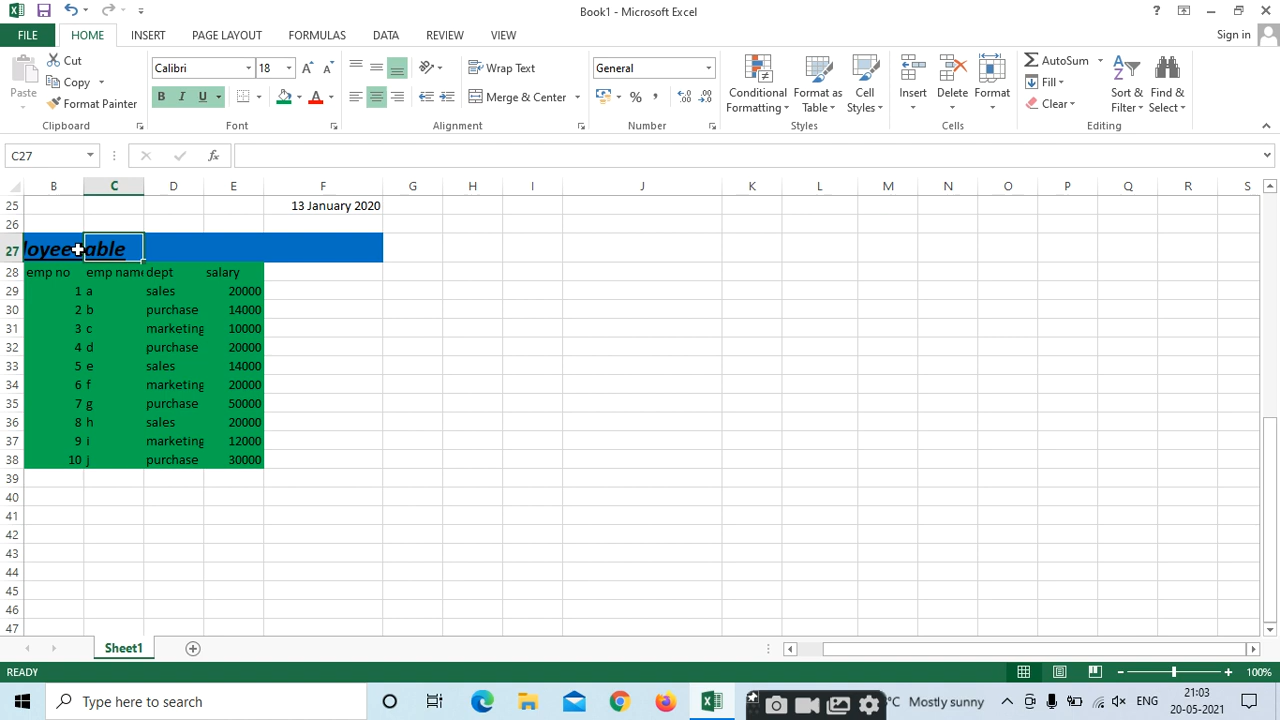 Book1 - Microsoft Excel
?
FILE HOME INSERT PAGE LAYOUT FORMULAS DATA REVIEW VIEW Sign in
Paste
Cut
Copy
Format Painter
Clipboard
Calibri 18
B I U
Font
Wrap Text
Merge & Center
Alignment
General
%
Number
Conditional Formatting
Format as Table
Cell Styles
Styles
Insert
Delete
Format
Cells
AutoSum
Fill
Clear
Sort & Filter
Find & Select
Editing
C27
B C D E F G H I J K L M N O P Q R S
25 13 January 2020
26
27 loyee able
28 emp no emp name dept salary
29 1 a sales 20000
30 2 b purchase 14000
31 3 c marketing 10000
32 4 d purchase 20000
33 5 e sales 14000
34 6 f marketing 20000
35 7 g purchase 50000
36 8 h sales 20000
37 9 i marketing 12000
38 10 j purchase 30000
39
40
41
42
43
44
45
46
47
Sheet1
READY 100%
Type here to search
°C Mostly sunny
ENG
21:03
20-05-2021